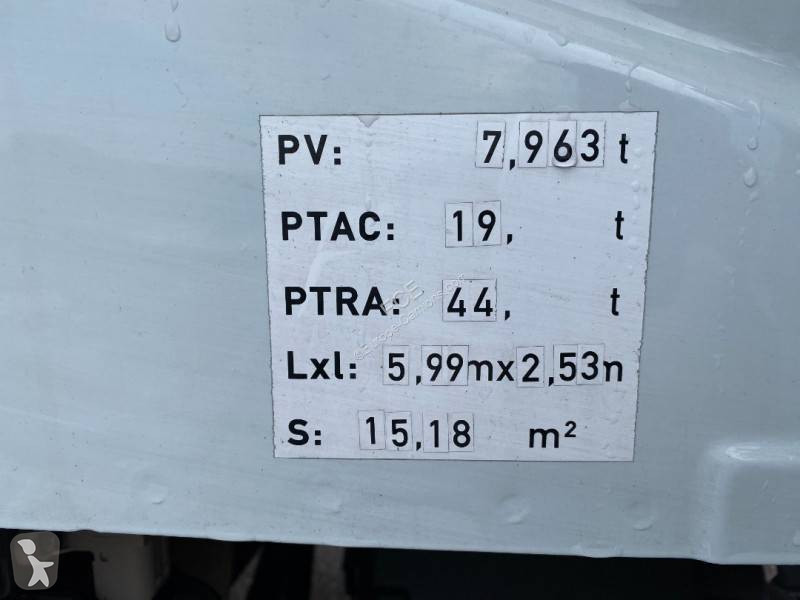 PV: 7,963 t
PTAC: 19, t
PTRA: 44, t
Lxl: 5,99mx2,53n
S: 15,18 m²